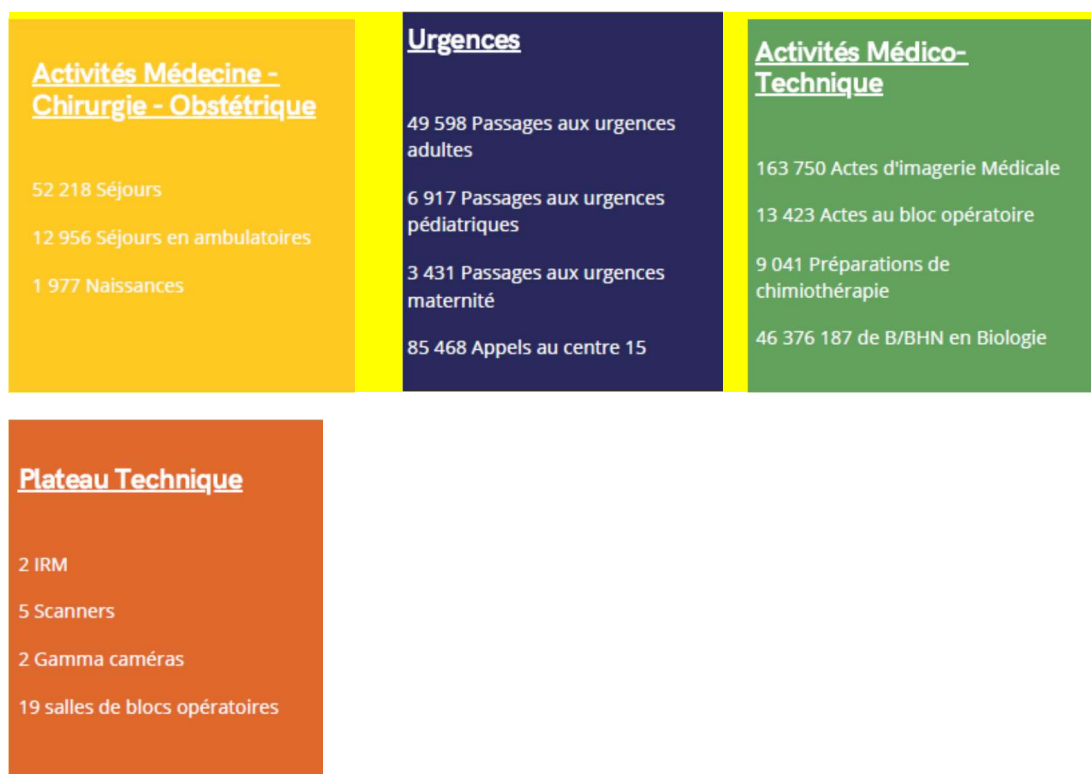 Activités Médecine -
Chirurgie - Obstétrique
52 218 Séjours
12 956 Séjours en ambulatoires
1 977 Naissances
Urgences
49 598 Passages aux urgences
adultes
6 917 Passages aux urgences
pédiatriques
3 431 Passages aux urgences
maternité
85 468 Appels au centre 15
Activités Médico-
Technique
163 750 Actes d'imagerie Médicale
13 423 Actes au bloc opératoire
9 041 Préparations de
chimiothérapie
46 376 187 de B/BHN en Biologie
Plateau Technique
2 IRM
5 Scanners
2 Gamma caméras
19 salles de blocs opératoires